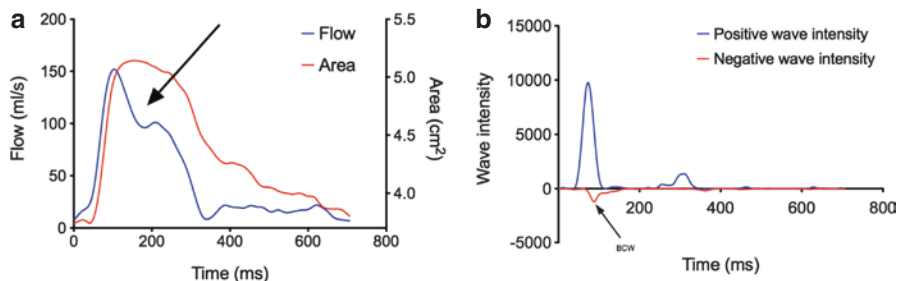 a
200
150
100
50
0
Flow (ml/s)
0 200 400 600 800
Time (ms)
5.5
5.0
4.5
4.0
Area (cm²)
Flow
Area
b
15000
10000
5000
0
−5000
Wave intensity
200 400 600 800
Time (ms)
Positive wave intensity
Negative wave intensity
BCW